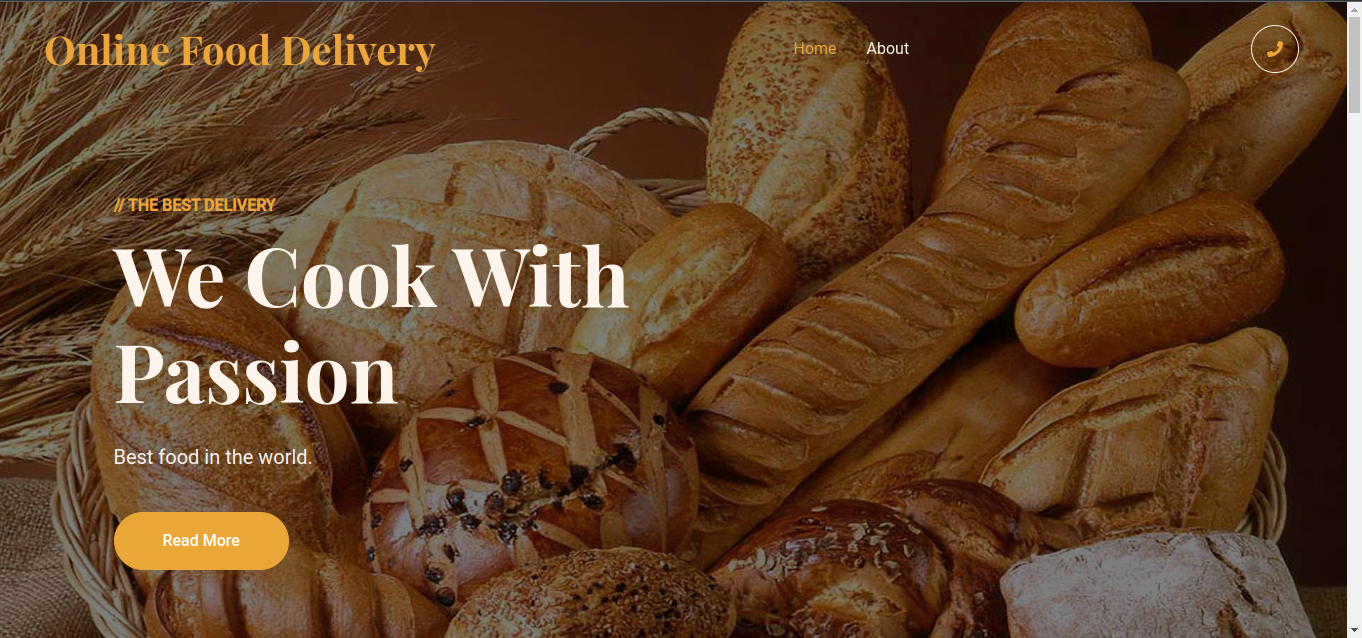 Online Food Delivery
Home
About
// THE BEST DELIVERY
We Cook With
Passion
Best food in the world.
Read More